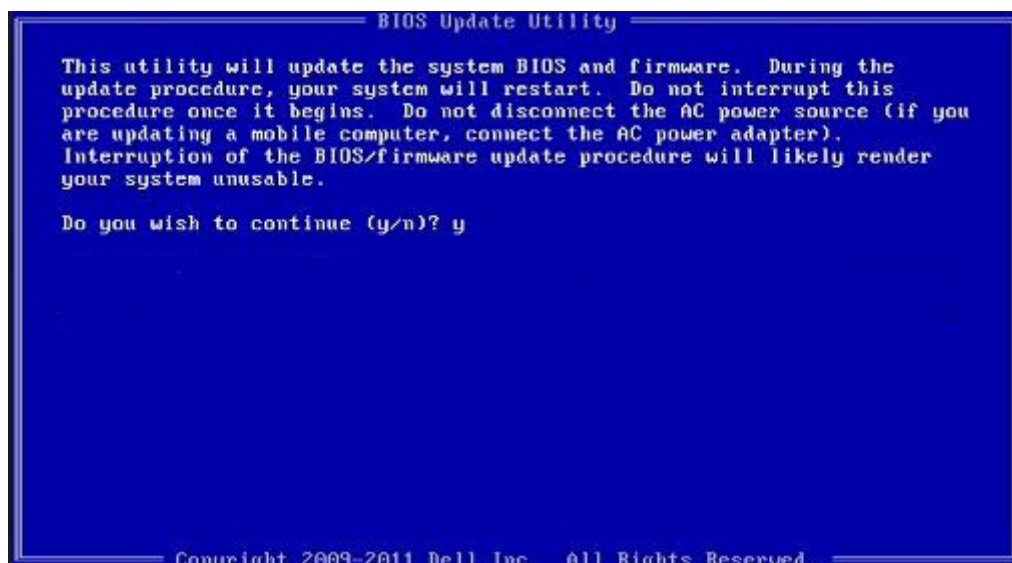 BIOS Update Utility
This utility will update the system BIOS and firmware.  During the
update procedure, your system will restart.  Do not interrupt this
procedure once it begins.  Do not disconnect the AC power source (if you
are updating a mobile computer, connect the AC power adapter).
Interruption of the BIOS/firmware update procedure will likely render
your system unusable.
Do you wish to continue (y/n)? y
Copyright 2009-2011 Dell Inc.  All Rights Reserved.